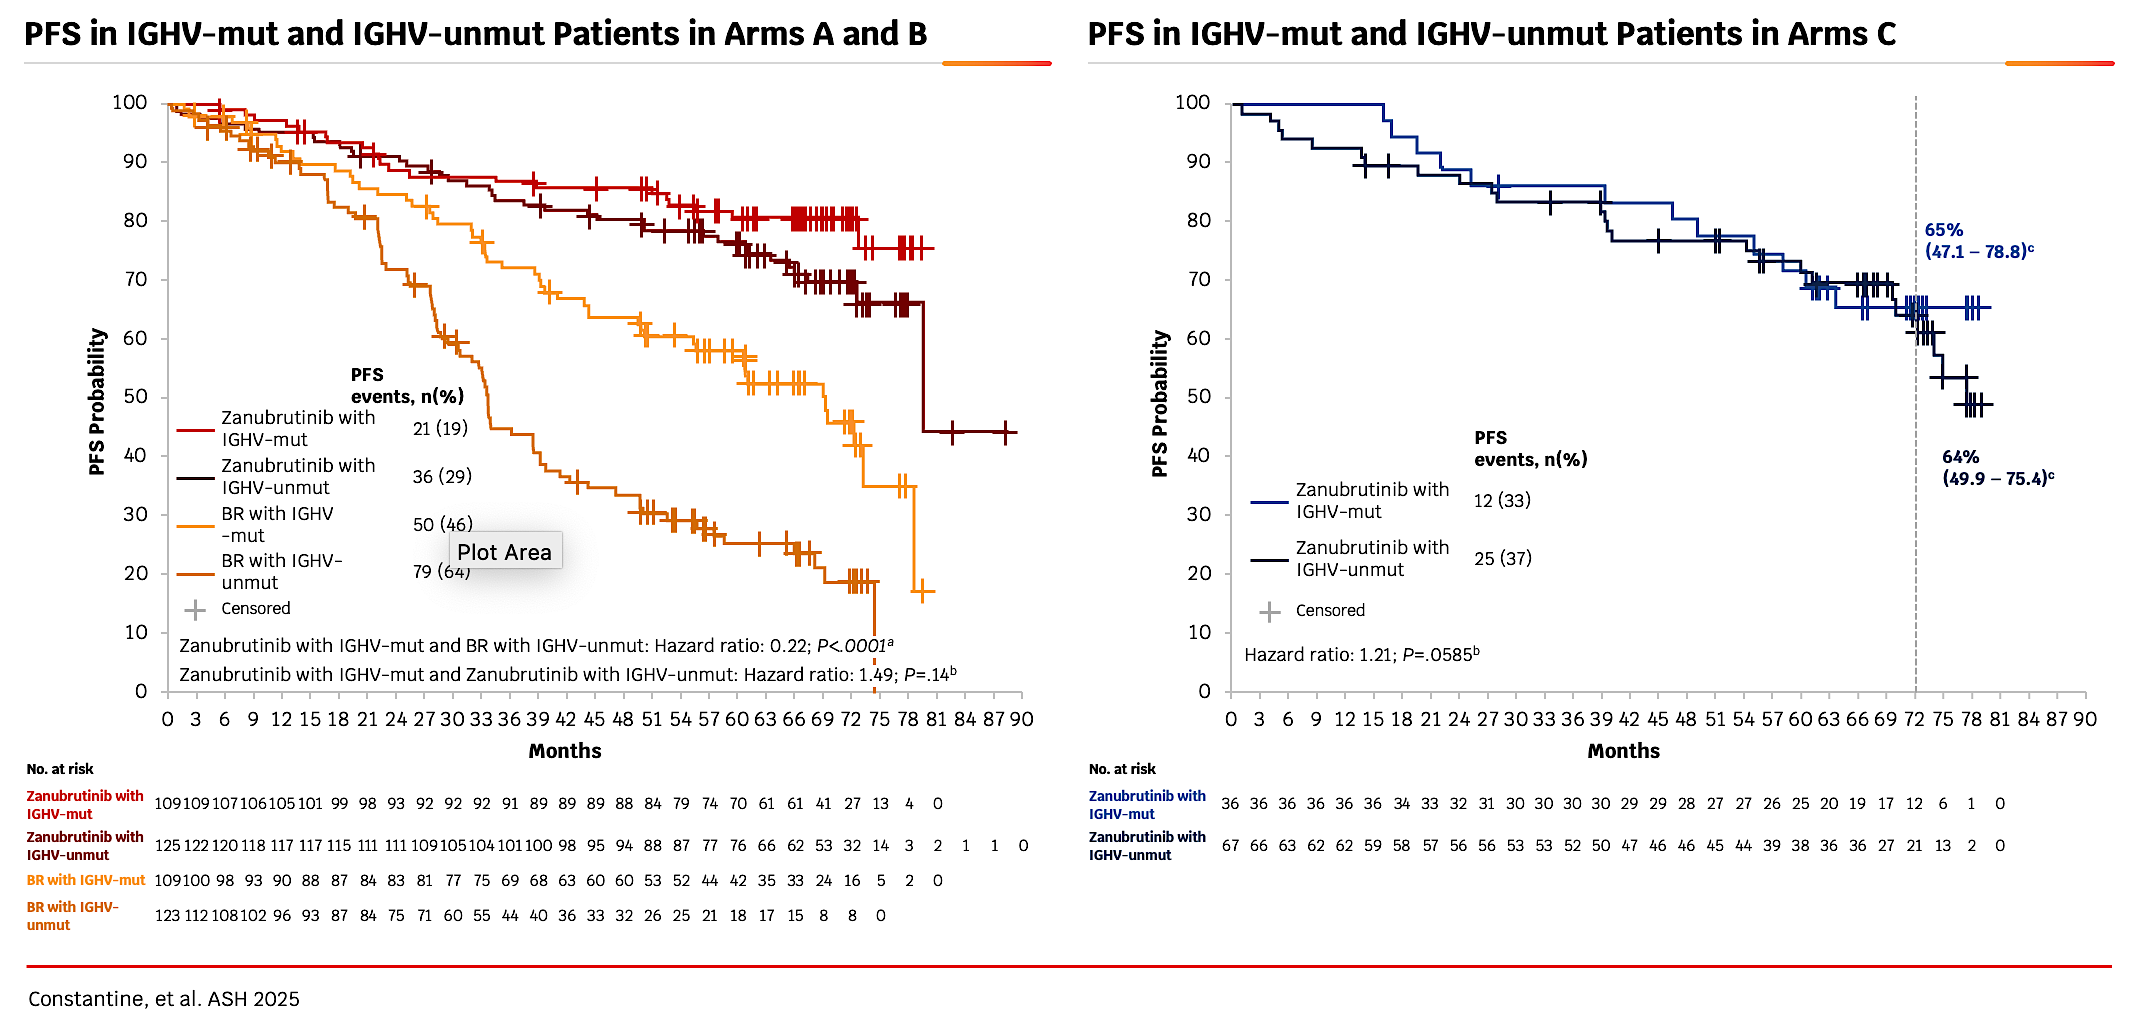 PFS in IGHV-mut and IGHV-unmut Patients in Arms A and B
100
90
80
70
60
50
40
30
20
10
0
PFS Probability
PFS
events, n(%)
Zanubrutinib with
IGHV-mut
21 (19)
Zanubrutinib with
IGHV-unmut
36 (29)
BR with IGHV
-mut
50 (46)
BR with IGHV-
unmut
79 (64)
Plot Area
Censored
Zanubrutinib with IGHV-mut and BR with IGHV-unmut: Hazard ratio: 0.22; P<.0001ᵃ
Zanubrutinib with IGHV-mut and Zanubrutinib with IGHV-unmut: Hazard ratio: 1.49; P=.14ᵇ
0 3 6 9 12 15 18 21 24 27 30 33 36 39 42 45 48 51 54 57 60 63 66 69 72 75 78 81 84 87 90
Months
No. at risk
Zanubrutinib with
IGHV-mut
109 109 107 106 105 101 99 98 93 92 92 92 91 89 89 89 88 84 79 74 70 61 61 41 27 13 4 0
Zanubrutinib with
IGHV-unmut
125 122 120 118 117 117 115 111 111 109 105 104 101 100 98 95 94 88 87 77 76 66 62 53 32 14 3 2 1 1 0
BR with IGHV-mut
109 100 98 93 90 88 87 84 83 81 77 75 69 68 63 60 60 53 52 44 42 35 33 24 16 5 2 0
BR with IGHV-
unmut
123 112 108 102 96 93 87 84 75 71 60 55 44 40 36 33 32 26 25 21 18 17 15 8 8 0
PFS in IGHV-mut and IGHV-unmut Patients in Arms C
100
90
80
70
60
50
40
30
20
10
0
PFS Probability
65%
(47.1 – 78.8)ᶜ
64%
(49.9 – 75.4)ᶜ
PFS
events, n(%)
Zanubrutinib with
IGHV-mut
12 (33)
Zanubrutinib with
IGHV-unmut
25 (37)
Censored
Hazard ratio: 1.21; P=.0585ᵇ
0 3 6 9 12 15 18 21 24 27 30 33 36 39 42 45 48 51 54 57 60 63 66 69 72 75 78 81 84 87 90
Months
No. at risk
Zanubrutinib with
IGHV-mut
36 36 36 36 36 36 34 33 32 31 30 30 30 30 29 29 28 27 27 26 25 20 19 17 12 6 1 0
Zanubrutinib with
IGHV-unmut
67 66 63 62 62 59 58 57 56 56 53 53 52 50 47 46 46 45 44 39 38 36 36 27 21 13 2 0
Constantine, et al. ASH 2025